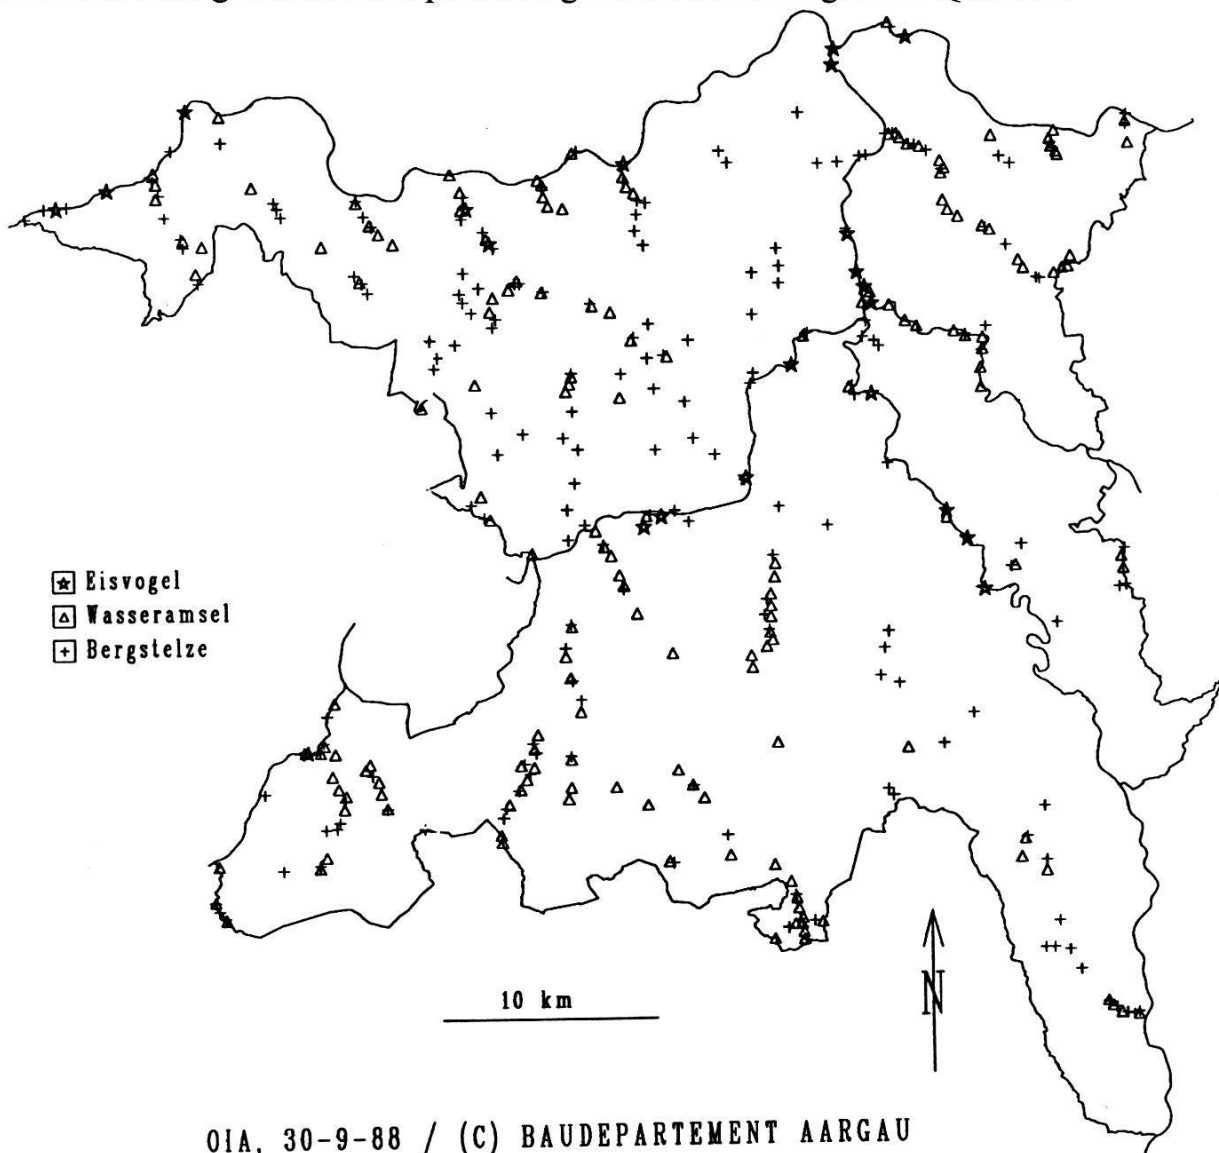 Eisvogel
Wasseramsel
Bergstelze
10 km
N
OIA, 30-9-88 / (C) BAUDEPARTEMENT AARGAU